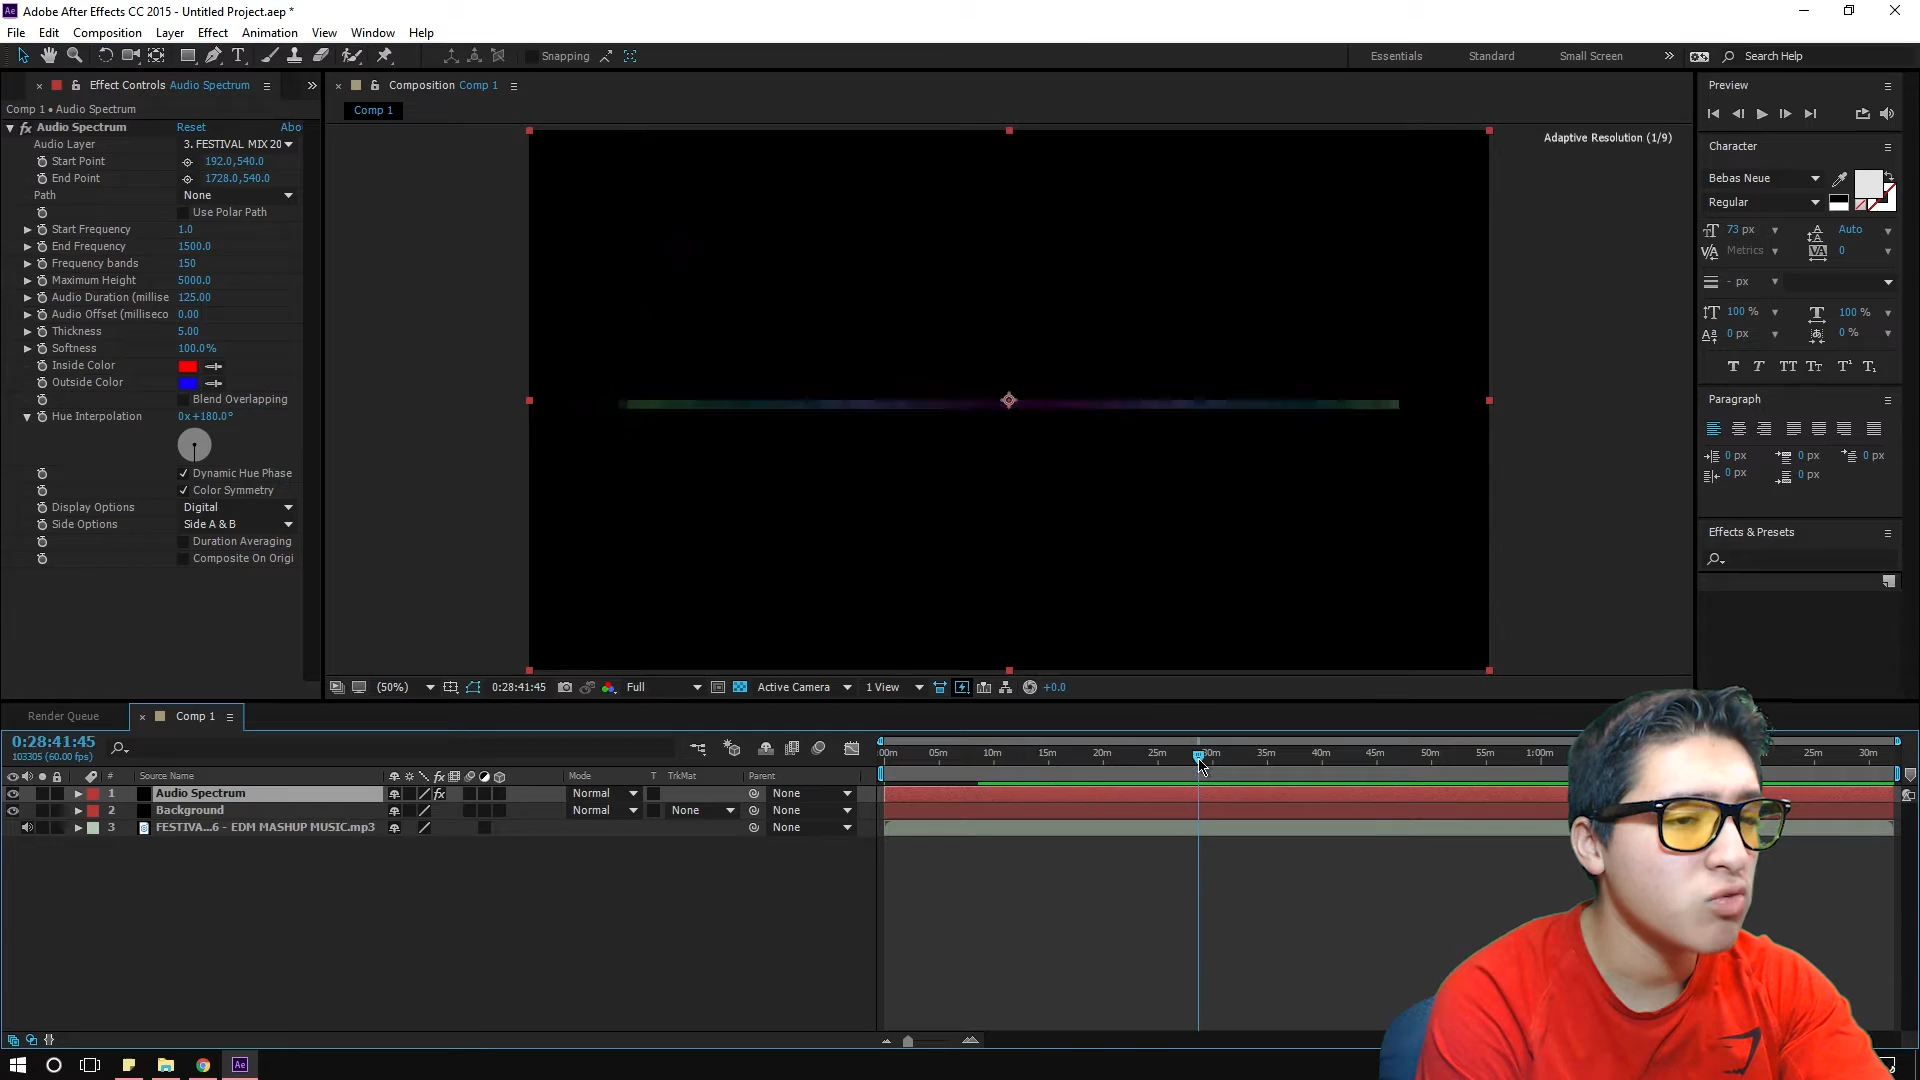 Ae Adobe After Effects CC 2015 - Untitled Project.aep *
File Edit Composition Layer Effect Animation View Window Help
Snapping Essentials Standard Small Screen » Search Help
× Effect Controls Audio Spectrum »
Comp 1 • Audio Spectrum
fx Audio Spectrum Reset Abo
Audio Layer 3. FESTIVAL MIX 20
Start Point 192.0,540.0
End Point 1728.0,540.0
Path None
Use Polar Path
Start Frequency 1.0
End Frequency 1500.0
Frequency bands 150
Maximum Height 5000.0
Audio Duration (millise 125.00
Audio Offset (milliseco 0.00
Thickness 5.00
Softness 100.0%
Inside Color
Outside Color
Blend Overlapping
Hue Interpolation 0x+180.0°
Dynamic Hue Phase
Color Symmetry
Display Options Digital
Side Options Side A & B
Duration Averaging
Composite On Origi
× Composition Comp 1
Comp 1
Adaptive Resolution (1/9)
(50%) 0:28:41:45 Full Active Camera 1 View +0.0
Preview
Character
Bebas Neue
Regular
73 px Auto
Metrics 0
- px
100 % 100 %
0 px 0 %
T T TT Tt T¹ T₁
Paragraph
0 px 0 px 0 px
0 px 0 px
Effects & Presets
Render Queue × Comp 1
0:28:41:45
103305 (60.00 fps)
:00m 05m 10m 15m 20m 25m 30m 35m 40m 45m 50m 55m 1:00m 25m 30m
# Source Name fx Mode T TrkMat Parent
1 Audio Spectrum fx Normal None
2 Background Normal None None
3 FESTIVA...6 - EDM MASHUP MUSIC.mp3 None
Ae